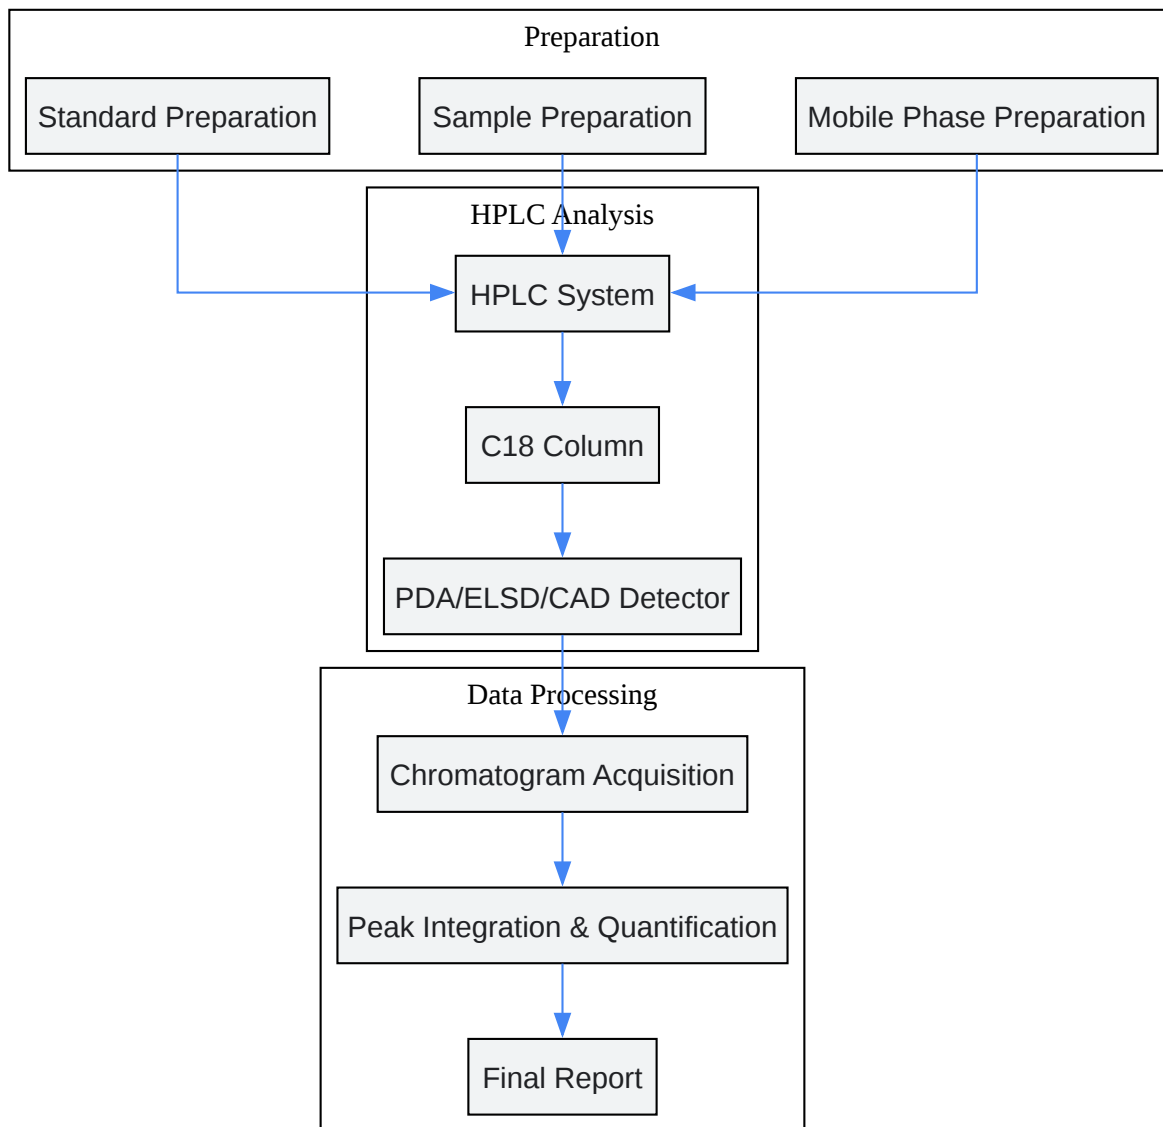 Preparation
Standard Preparation
Sample Preparation
Mobile Phase Preparation
HPLC Analysis
HPLC System
C18 Column
PDA/ELSD/CAD Detector
Data Processing
Chromatogram Acquisition
Peak Integration & Quantification
Final Report